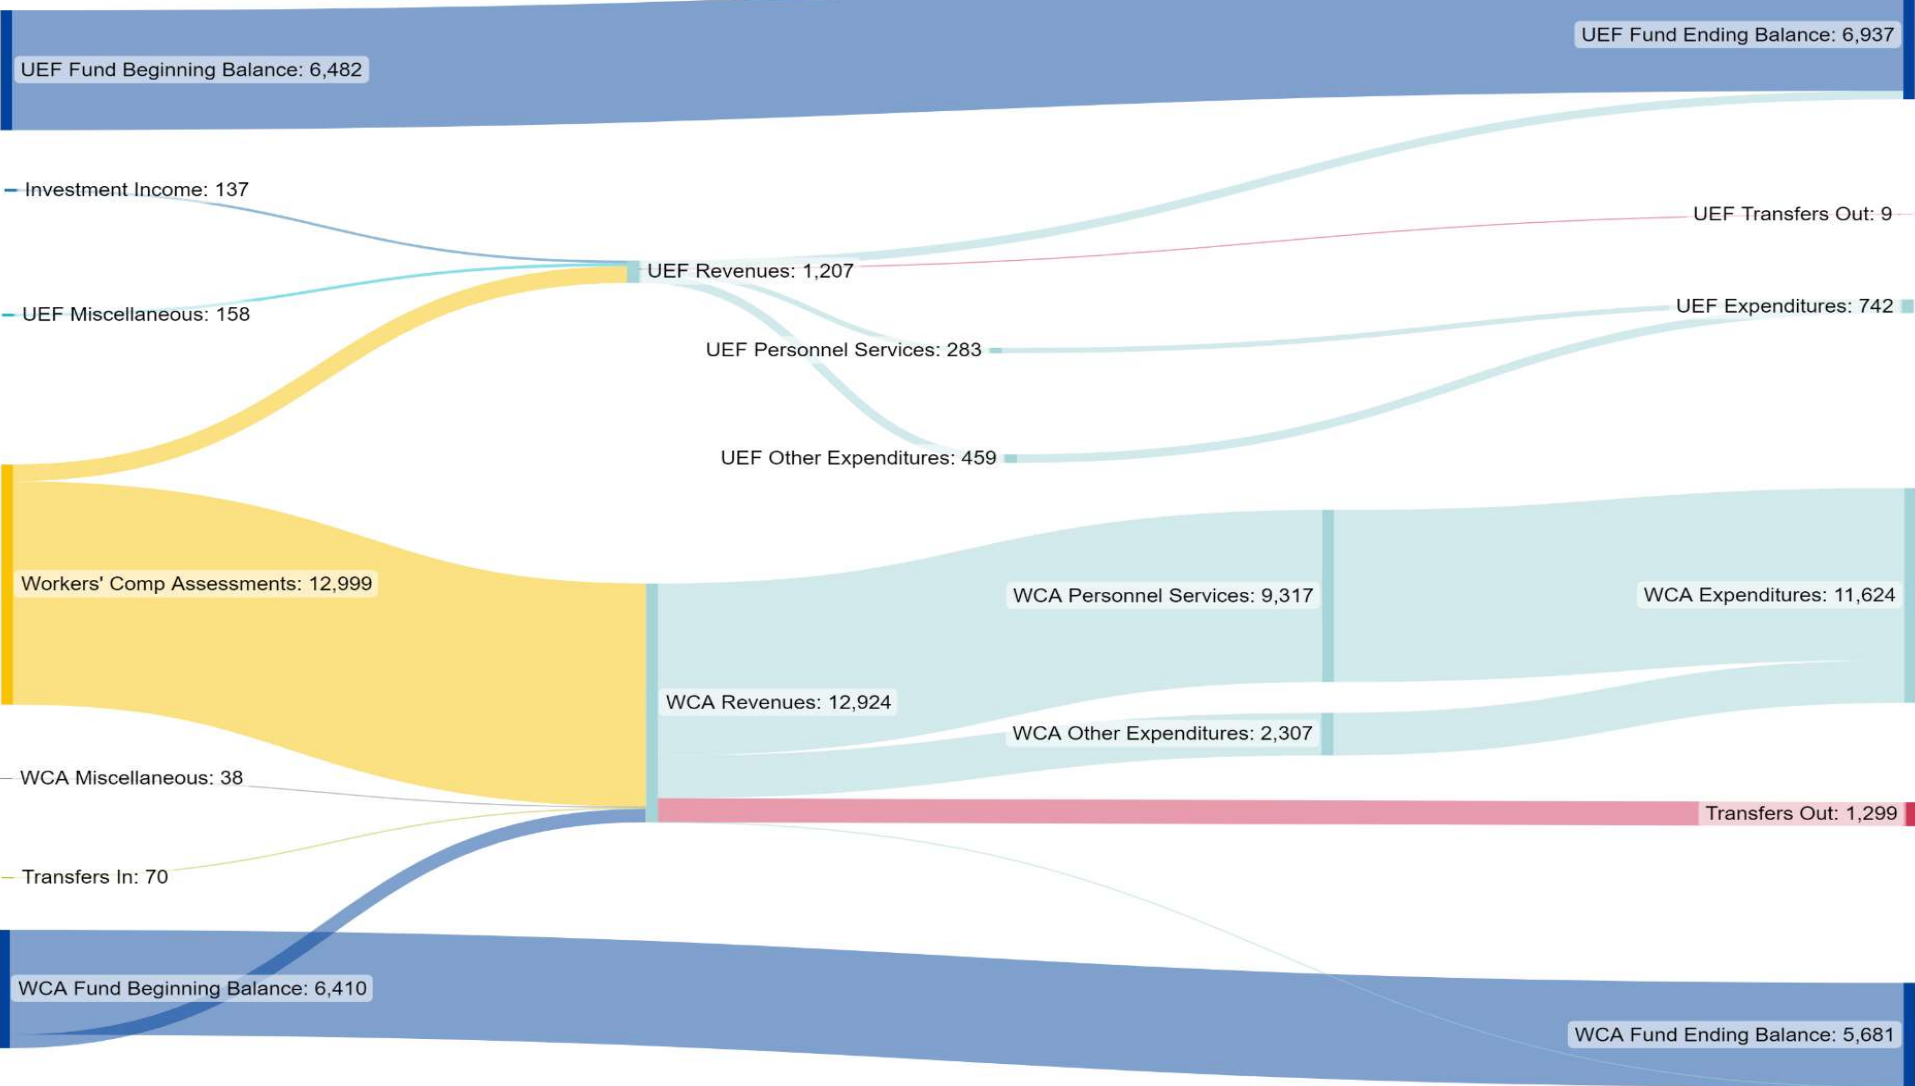 UEF Fund Ending Balance: 6,937
UEF Fund Beginning Balance: 6,482
Investment Income: 137
UEF Transfers Out: 9
UEF Revenues: 1,207
UEF Miscellaneous: 158
UEF Expenditures: 742
UEF Personnel Services: 283
UEF Other Expenditures: 459
Workers' Comp Assessments: 12,999
WCA Personnel Services: 9,317
WCA Expenditures: 11,624
WCA Revenues: 12,924
WCA Other Expenditures: 2,307
WCA Miscellaneous: 38
Transfers Out: 1,299
Transfers In: 70
WCA Fund Beginning Balance: 6,410
WCA Fund Ending Balance: 5,681